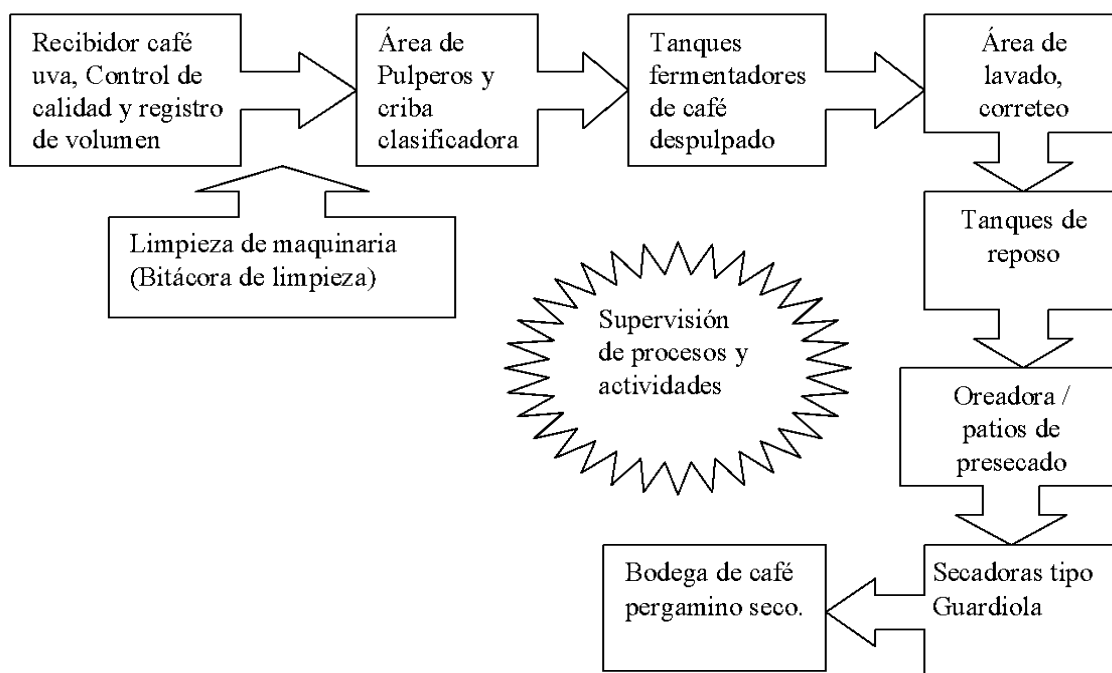 Recibidor café
uva, Control de
calidad y registro
de volumen
Área de
Pulperos y
criba
clasificadora
Tanques
fermentadores
de café
despulpado
Área de
lavado,
correteo
Limpieza de maquinaria
(Bitácora de limpieza)
Tanques de
reposo
Supervisión
de procesos y
actividades
Oreadora /
patios de
presecado
Secadoras tipo
Guardiola
Bodega de café
pergamino seco.